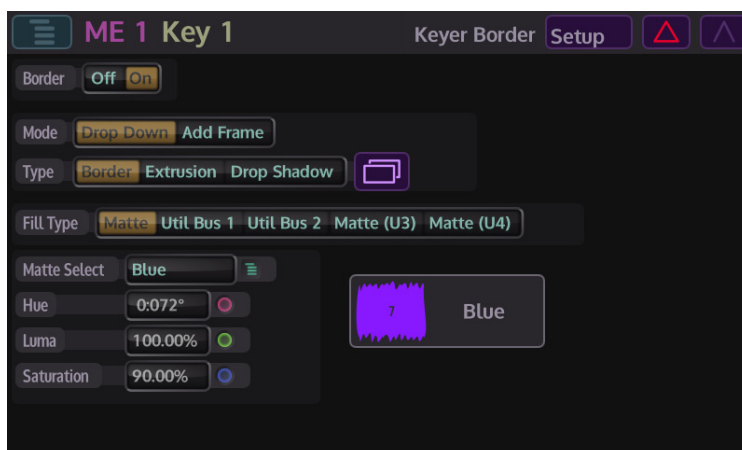 ME 1 Key 1 Keyer Border Setup
Border Off On
Mode Drop Down Add Frame
Type Border Extrusion Drop Shadow
Fill Type Matte Util Bus 1 Util Bus 2 Matte (U3) Matte (U4)
Matte Select Blue
Hue 0:072°
Luma 100.00%
Saturation 90.00%
7 Blue